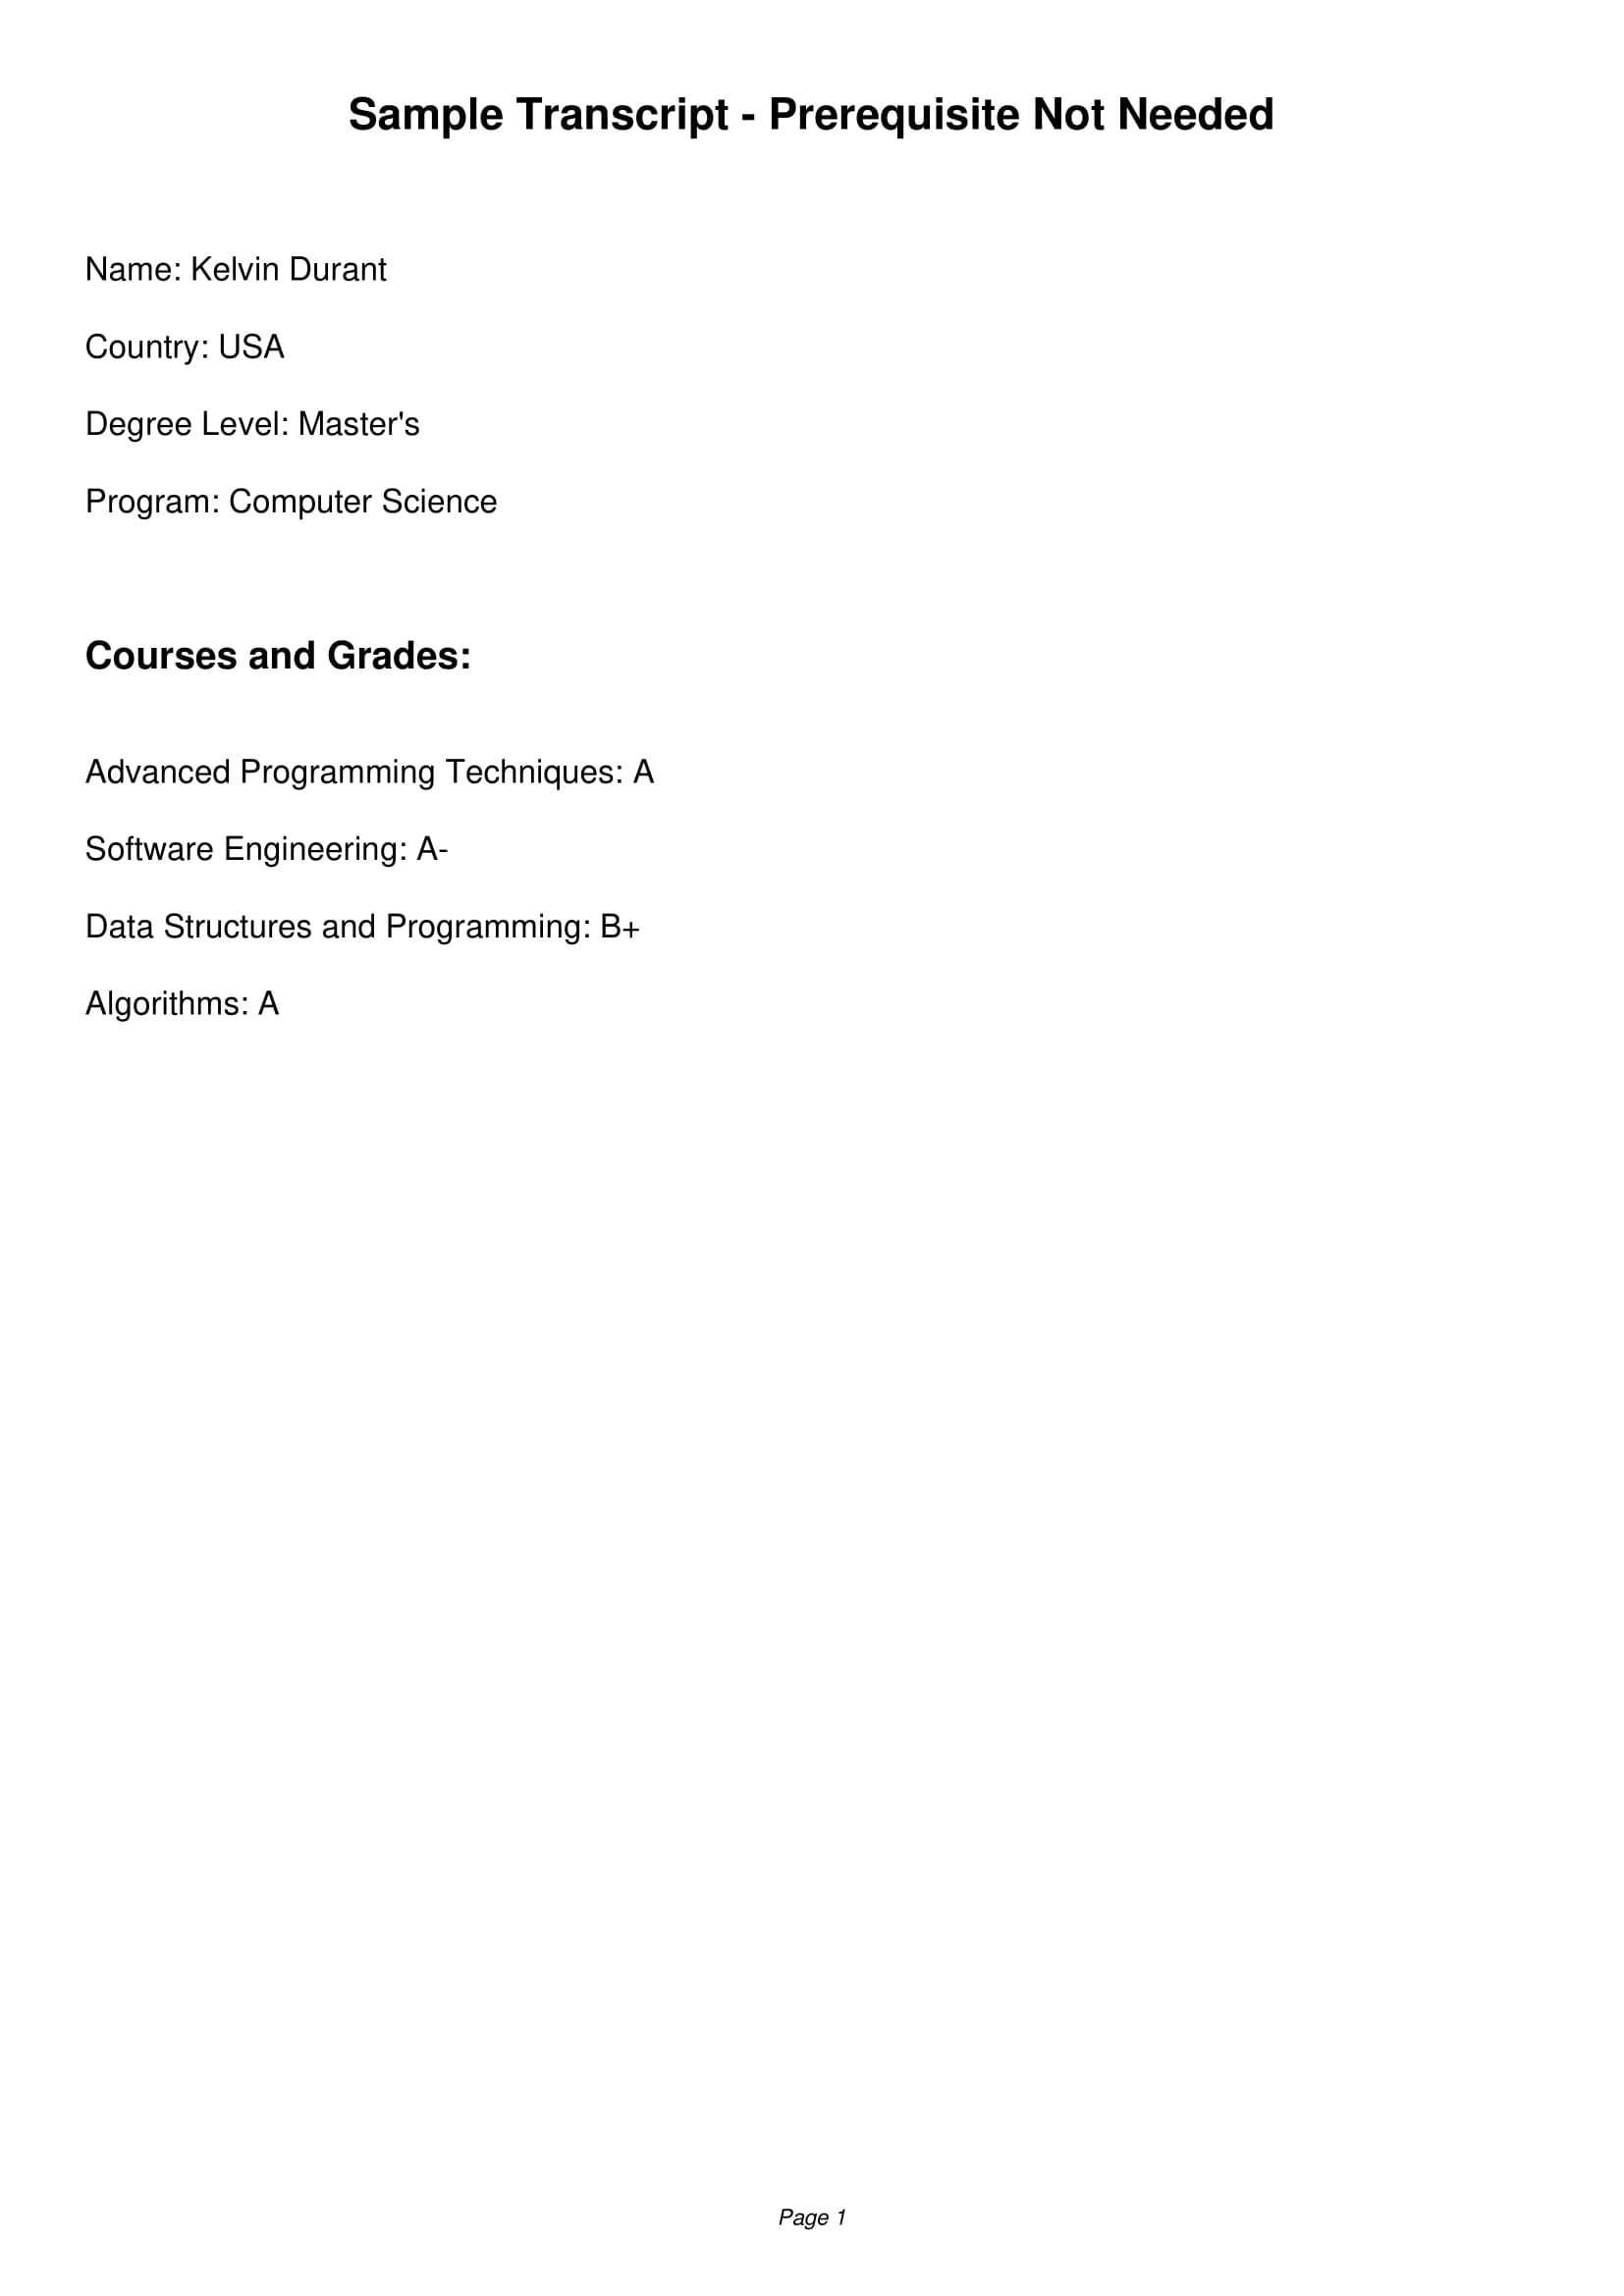 Sample Transcript - Prerequisite Not Needed
Name: Kelvin Durant
Country: USA
Degree Level: Master's
Program: Computer Science
Courses and Grades:
Advanced Programming Techniques: A
Software Engineering: A-
Data Structures and Programming: B+
Algorithms: A
Page 1